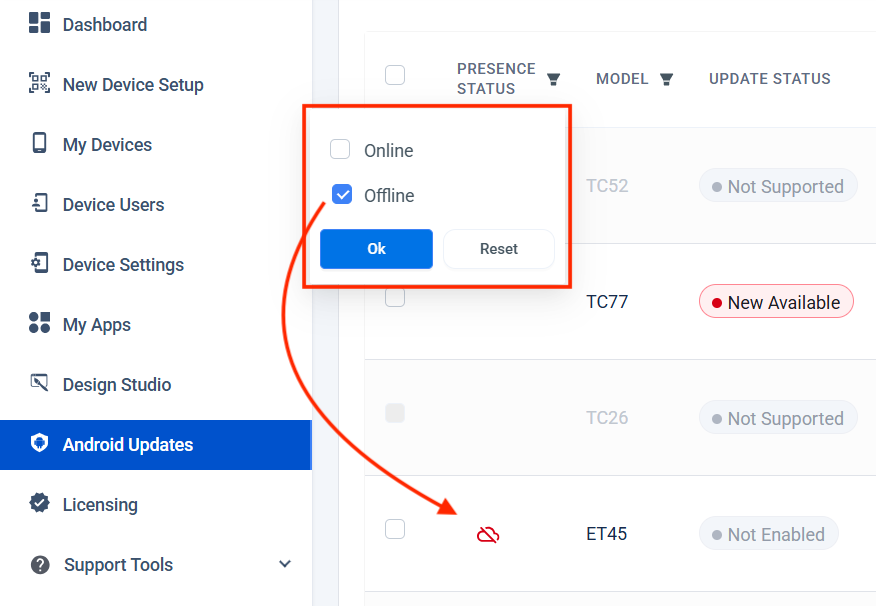 Dashboard
New Device Setup
My Devices
Device Users
Device Settings
My Apps
Design Studio
Android Updates
Licensing
Support Tools
PRESENCE
STATUS
MODEL
UPDATE STATUS
Online
Offline
Ok
Reset
TC52
Not Supported
TC77
New Available
TC26
Not Supported
ET45
Not Enabled